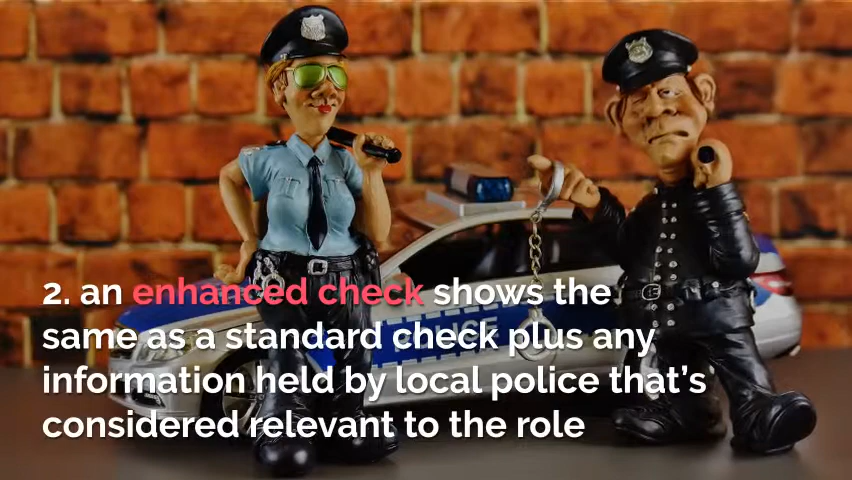 2. an enhanced check shows the
same as a standard check plus any
information held by local police that's
considered relevant to the role
POLICE